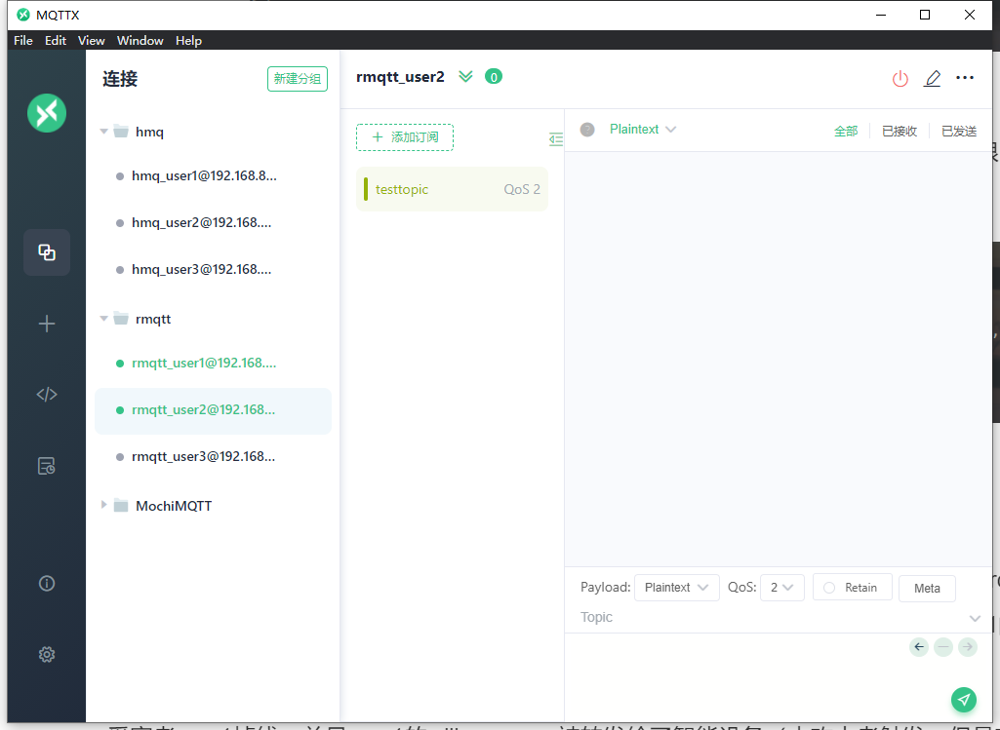 MQTTX
File Edit View Window Help
连接
新建分组
hmq
hmq_user1@192.168.8...
hmq_user2@192.168....
hmq_user3@192.168....
rmqtt
rmqtt_user1@192.168....
rmqtt_user2@192.168...
rmqtt_user3@192.168...
MochiMQTT
rmqtt_user2 0
添加订阅
testtopic QoS 2
Plaintext 全部 已接收 已发送
Payload: Plaintext QoS: 2 Retain Meta
Topic